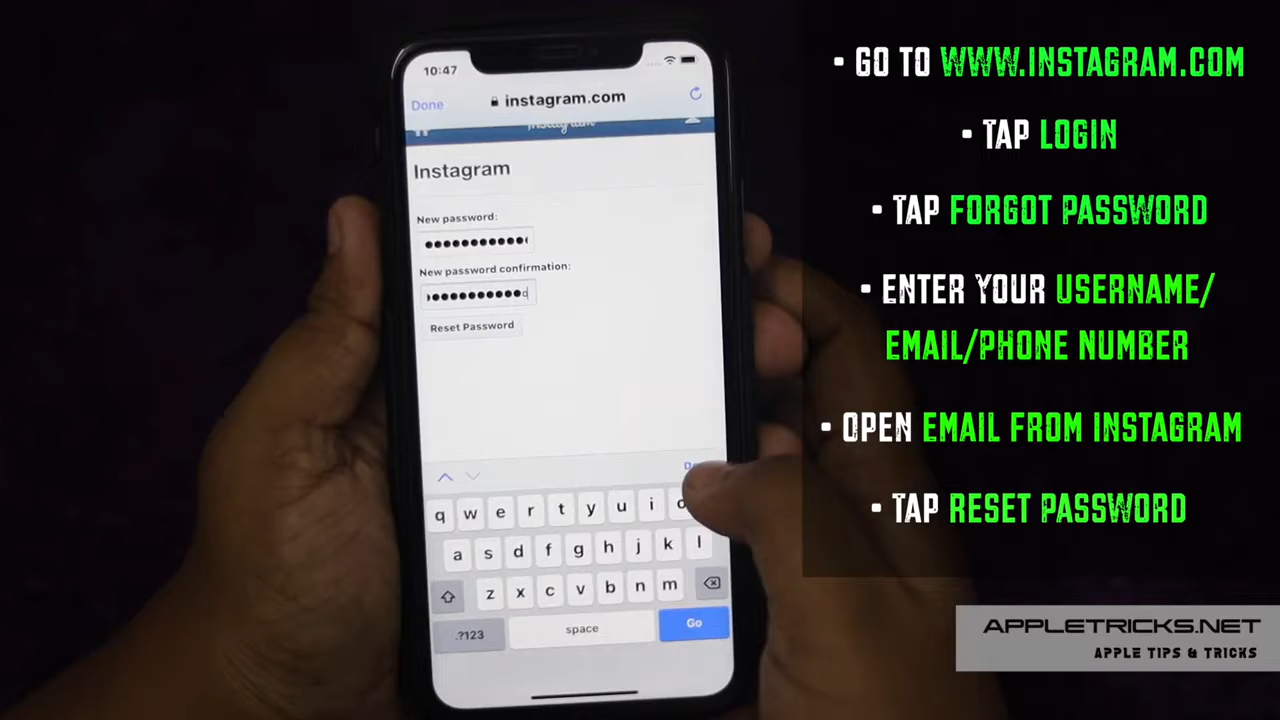 10:47
Done
instagram.com
Instagram
New password:
●●●●●●●●●●●
New password confirmation:
●●●●●●●●●●●d
Reset Password
q w e r t y u i o
a s d f g h j k l
z x c v b n m
.?123 space Go
• GO TO WWW.INSTAGRAM.COM
• TAP LOGIN
• TAP FORGOT PASSWORD
• ENTER YOUR USERNAME/
EMAIL/PHONE NUMBER
• OPEN EMAIL FROM INSTAGRAM
• TAP RESET PASSWORD
APPLETRICKS.NET
APPLE TIPS & TRICKS